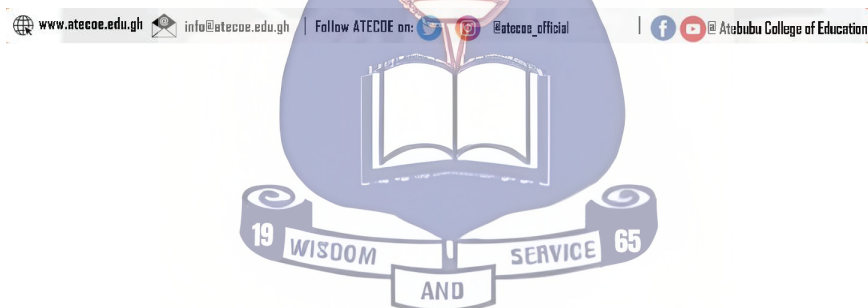 www.atecoe.edu.gh info@atecoe.edu.gh | Follow ATECOE on: @atecoe_official | @ Atebubu College of Education
19 WISDOM SERVICE 65
AND